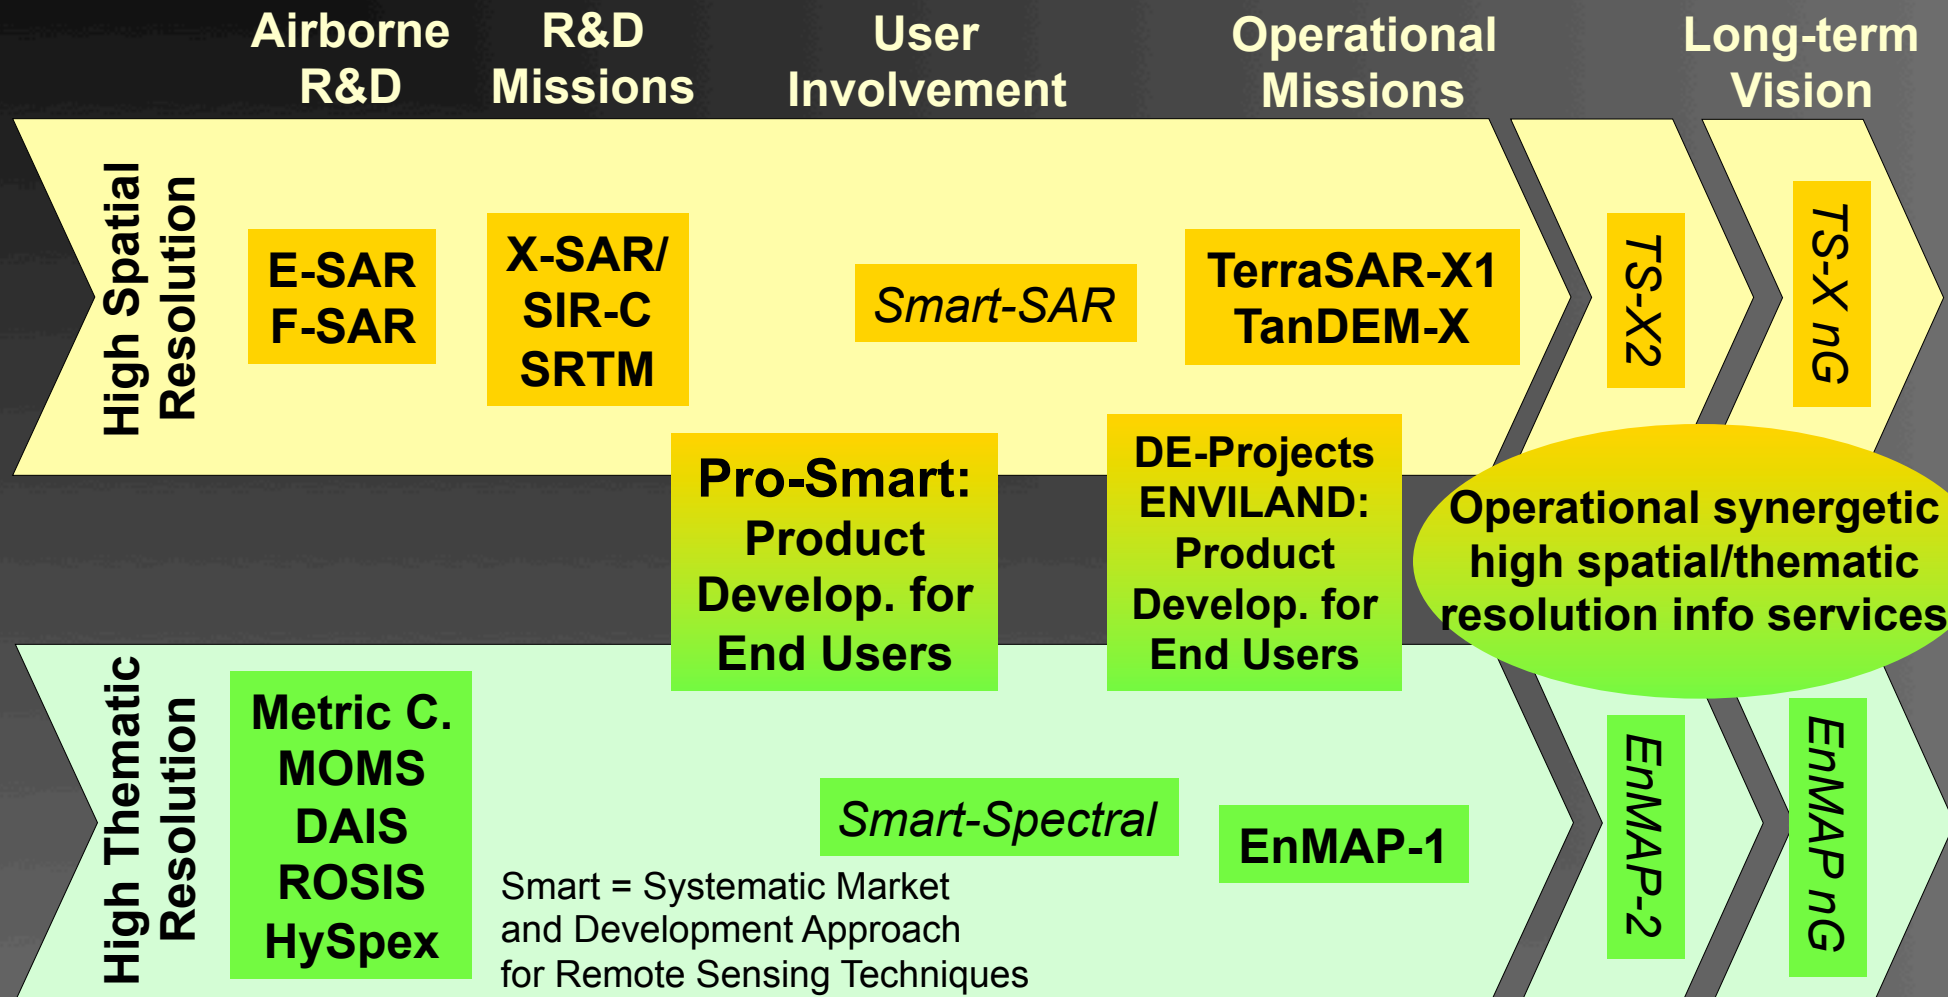 Airborne
R&D
R&D
Missions
User
Involvement
Operational
Missions
Long-term
Vision
High Spatial
Resolution
E-SAR
F-SAR
X-SAR/
SIR-C
SRTM
Smart-SAR
TerraSAR-X1
TanDEM-X
TS-X2
TS-X nG
Pro-Smart:
Product
Develop. for
End Users
DE-Projects
ENVILAND:
Product
Develop. for
End Users
Operational synergetic
high spatial/thematic
resolution info services
High Thematic
Resolution
Metric C.
MOMS
DAIS
ROSIS
HySpex
Smart-Spectral
EnMAP-1
EnMAP-2
EnMAP nG
Smart = Systematic Market
and Development Approach
for Remote Sensing Techniques